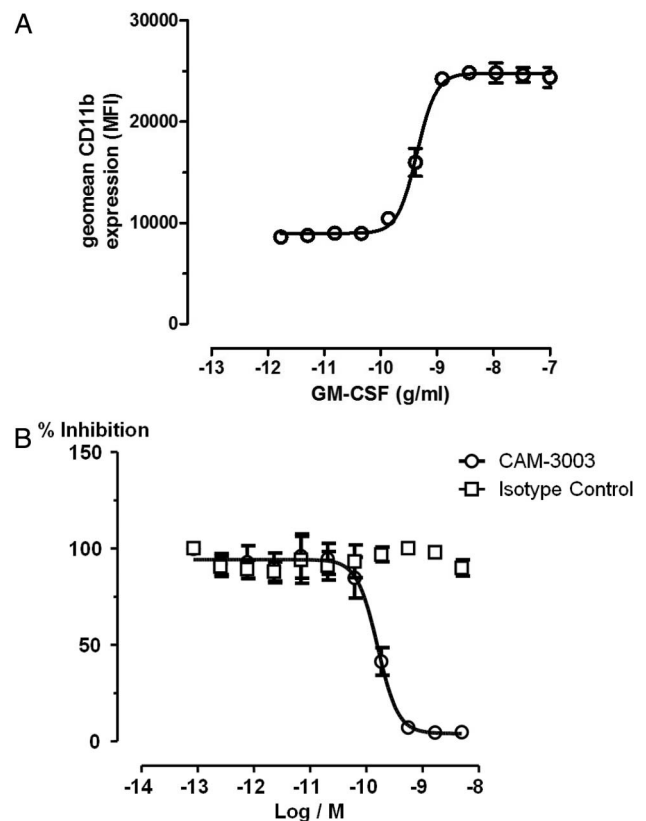 A
geomean CD11b
expression (MFI)
30000
20000
10000
0
-13 -12 -11 -10 -9 -8 -7
GM-CSF (g/ml)
B
% Inhibition
150
100
50
0
CAM-3003
Isotype Control
-14 -13 -12 -11 -10 -9 -8
Log / M